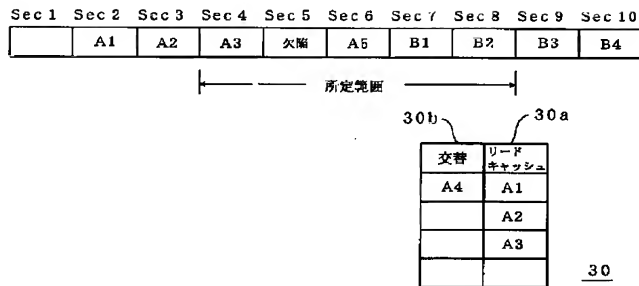 Sec 1 Sec 2 Sec 3 Sec 4 Sec 5 Sec 6 Sec 7 Sec 8 Sec 9 Sec 10
A1 A2 A3 欠陥 A5 B1 B2 B3 B4
所定範囲
30b 30a
交替 リード
キャッシュ
A4 A1
A2
A3
30